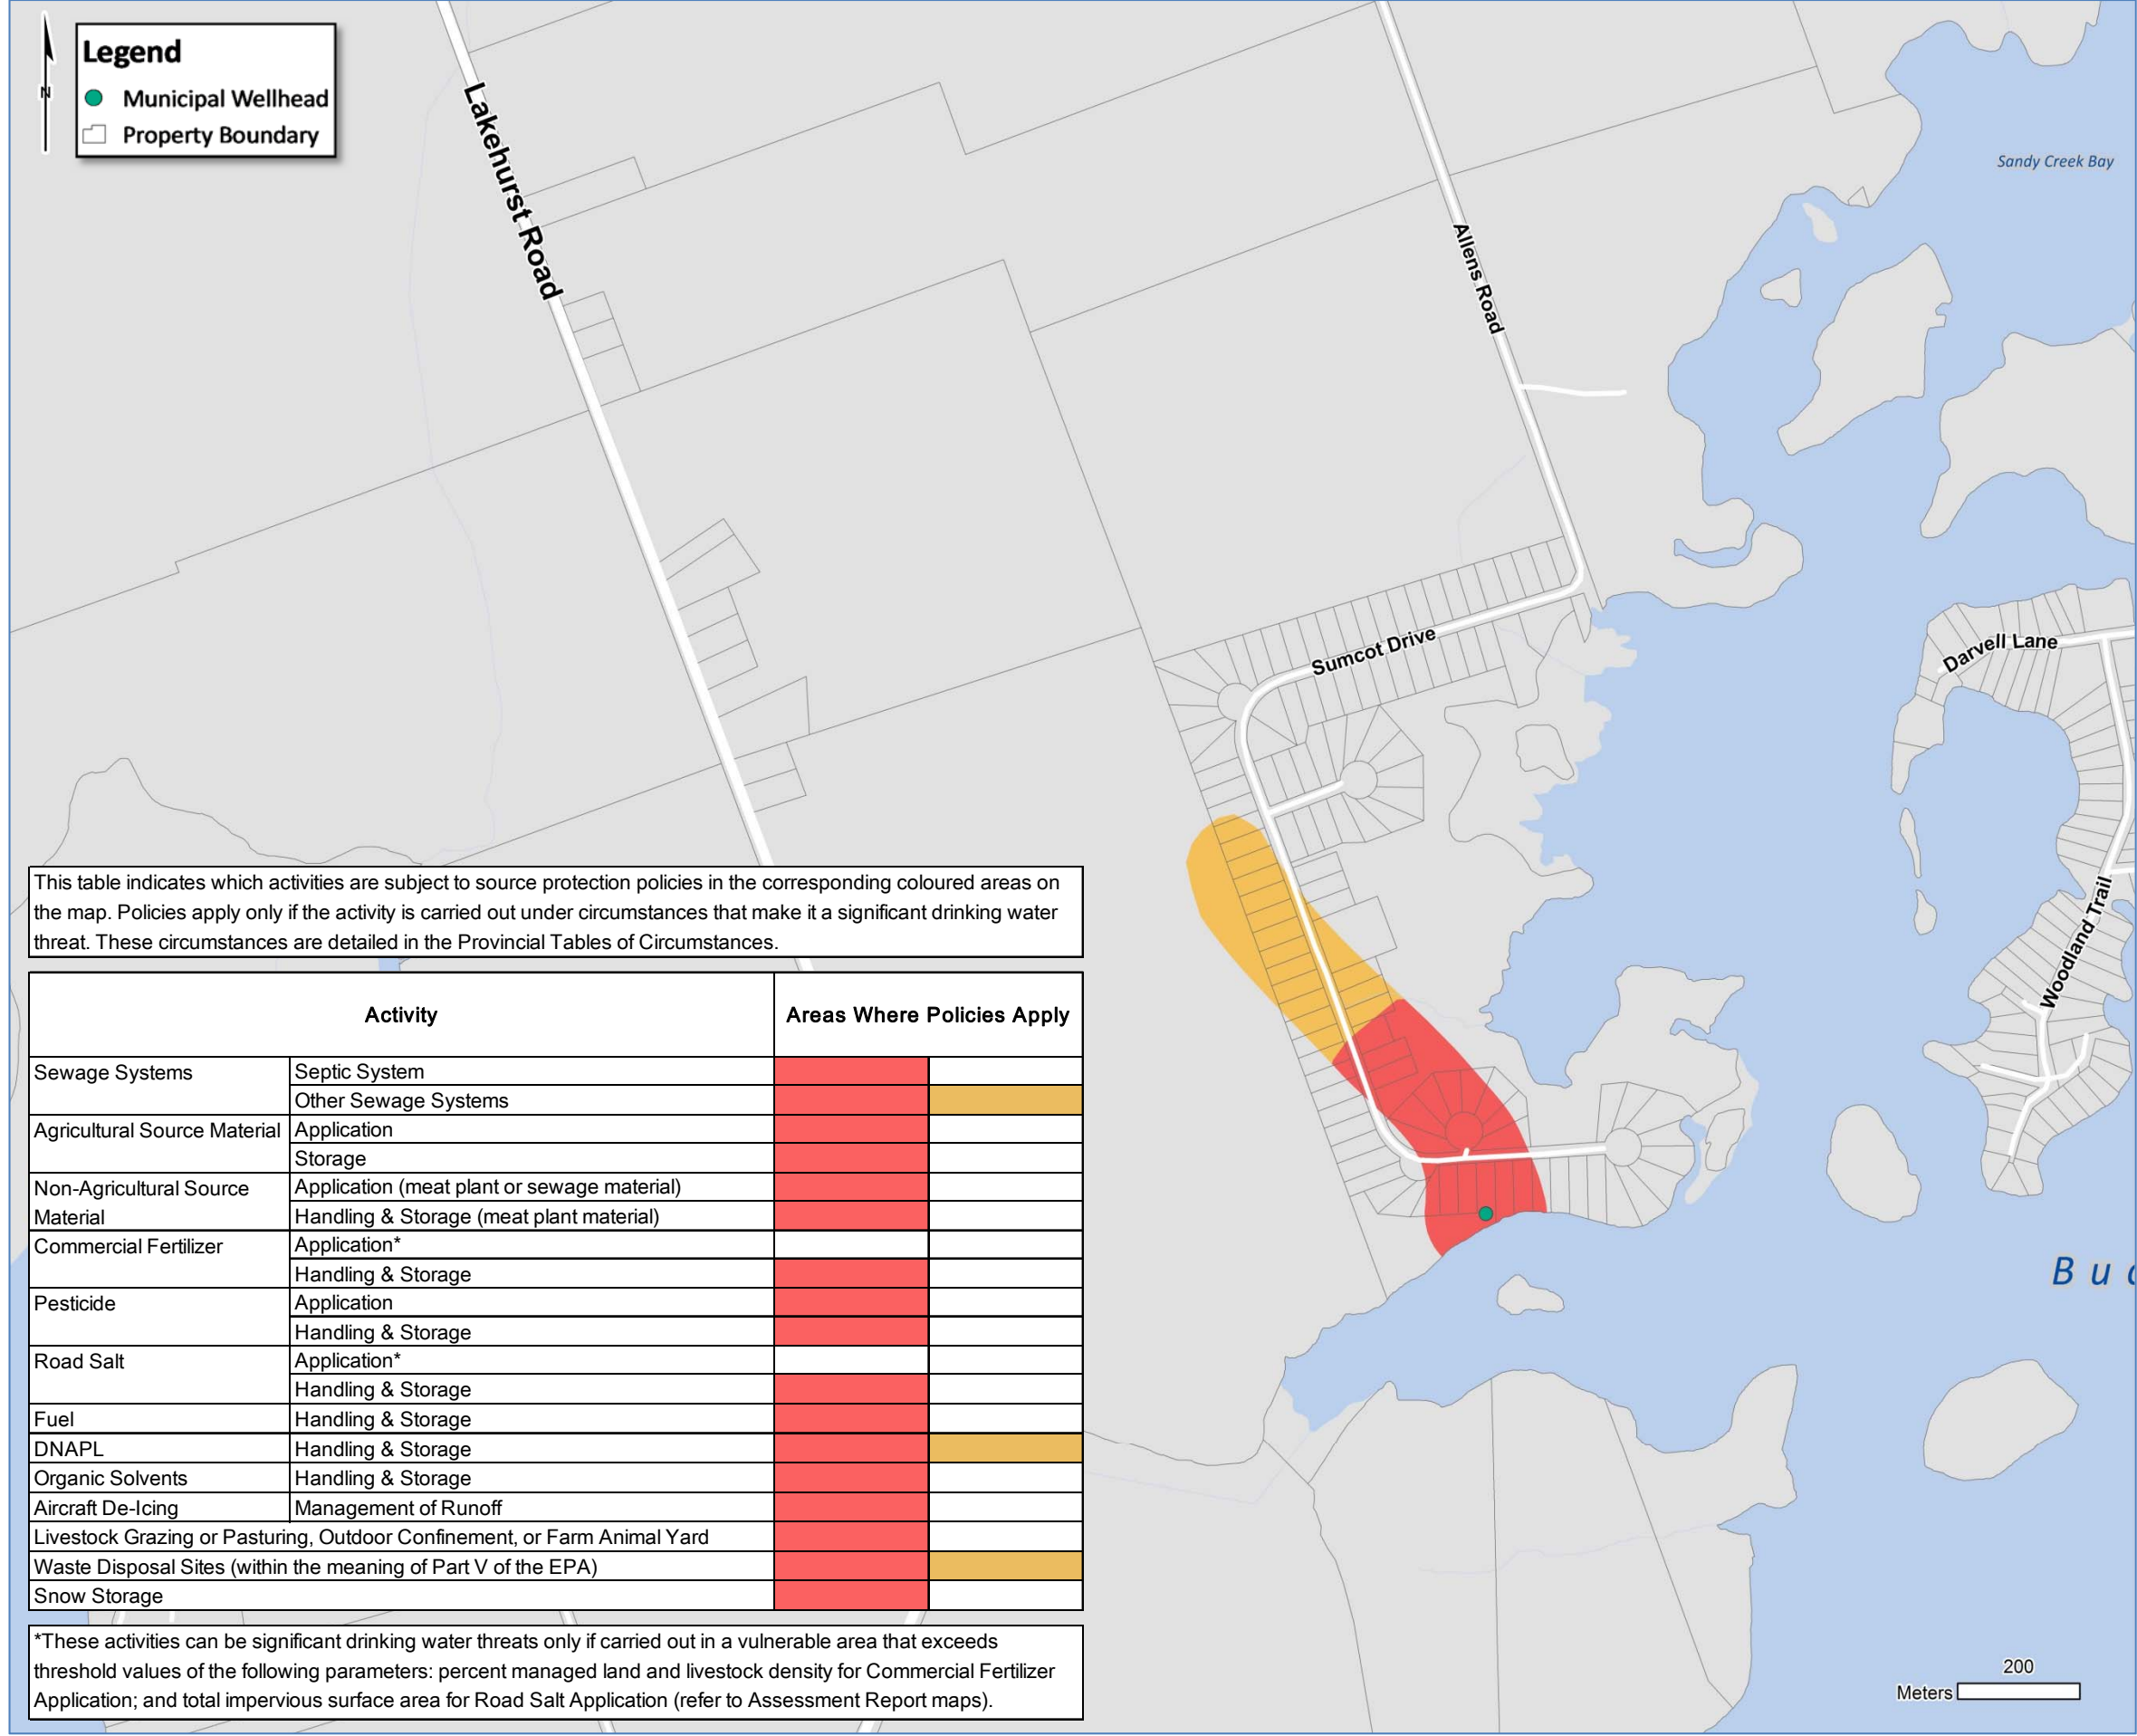 N
Legend
Municipal Wellhead
Property Boundary
Lakehurst Road
Allens Road
Sandy Creek Bay
Sumcot Drive
Darvell Lane
Woodland Trail
This table indicates which activities are subject to source protection policies in the corresponding coloured areas on
the map. Policies apply only if the activity is carried out under circumstances that make it a significant drinking water
threat. These circumstances are detailed in the Provincial Tables of Circumstances.
Activity Areas Where Policies Apply
Sewage Systems Septic System
Other Sewage Systems
Agricultural Source Material Application
Storage
Non-Agricultural Source Application (meat plant or sewage material)
Material Handling & Storage (meat plant material)
Commercial Fertilizer Application*
Handling & Storage
Pesticide Application
Handling & Storage
Road Salt Application*
Handling & Storage
Fuel Handling & Storage
DNAPL Handling & Storage
Organic Solvents Handling & Storage
Aircraft De-Icing Management of Runoff
Livestock Grazing or Pasturing, Outdoor Confinement, or Farm Animal Yard
Waste Disposal Sites (within the meaning of Part V of the EPA)
Snow Storage
*These activities can be significant drinking water threats only if carried out in a vulnerable area that exceeds
threshold values of the following parameters: percent managed land and livestock density for Commercial Fertilizer
Application; and total impervious surface area for Road Salt Application (refer to Assessment Report maps).
B u
200
Meters